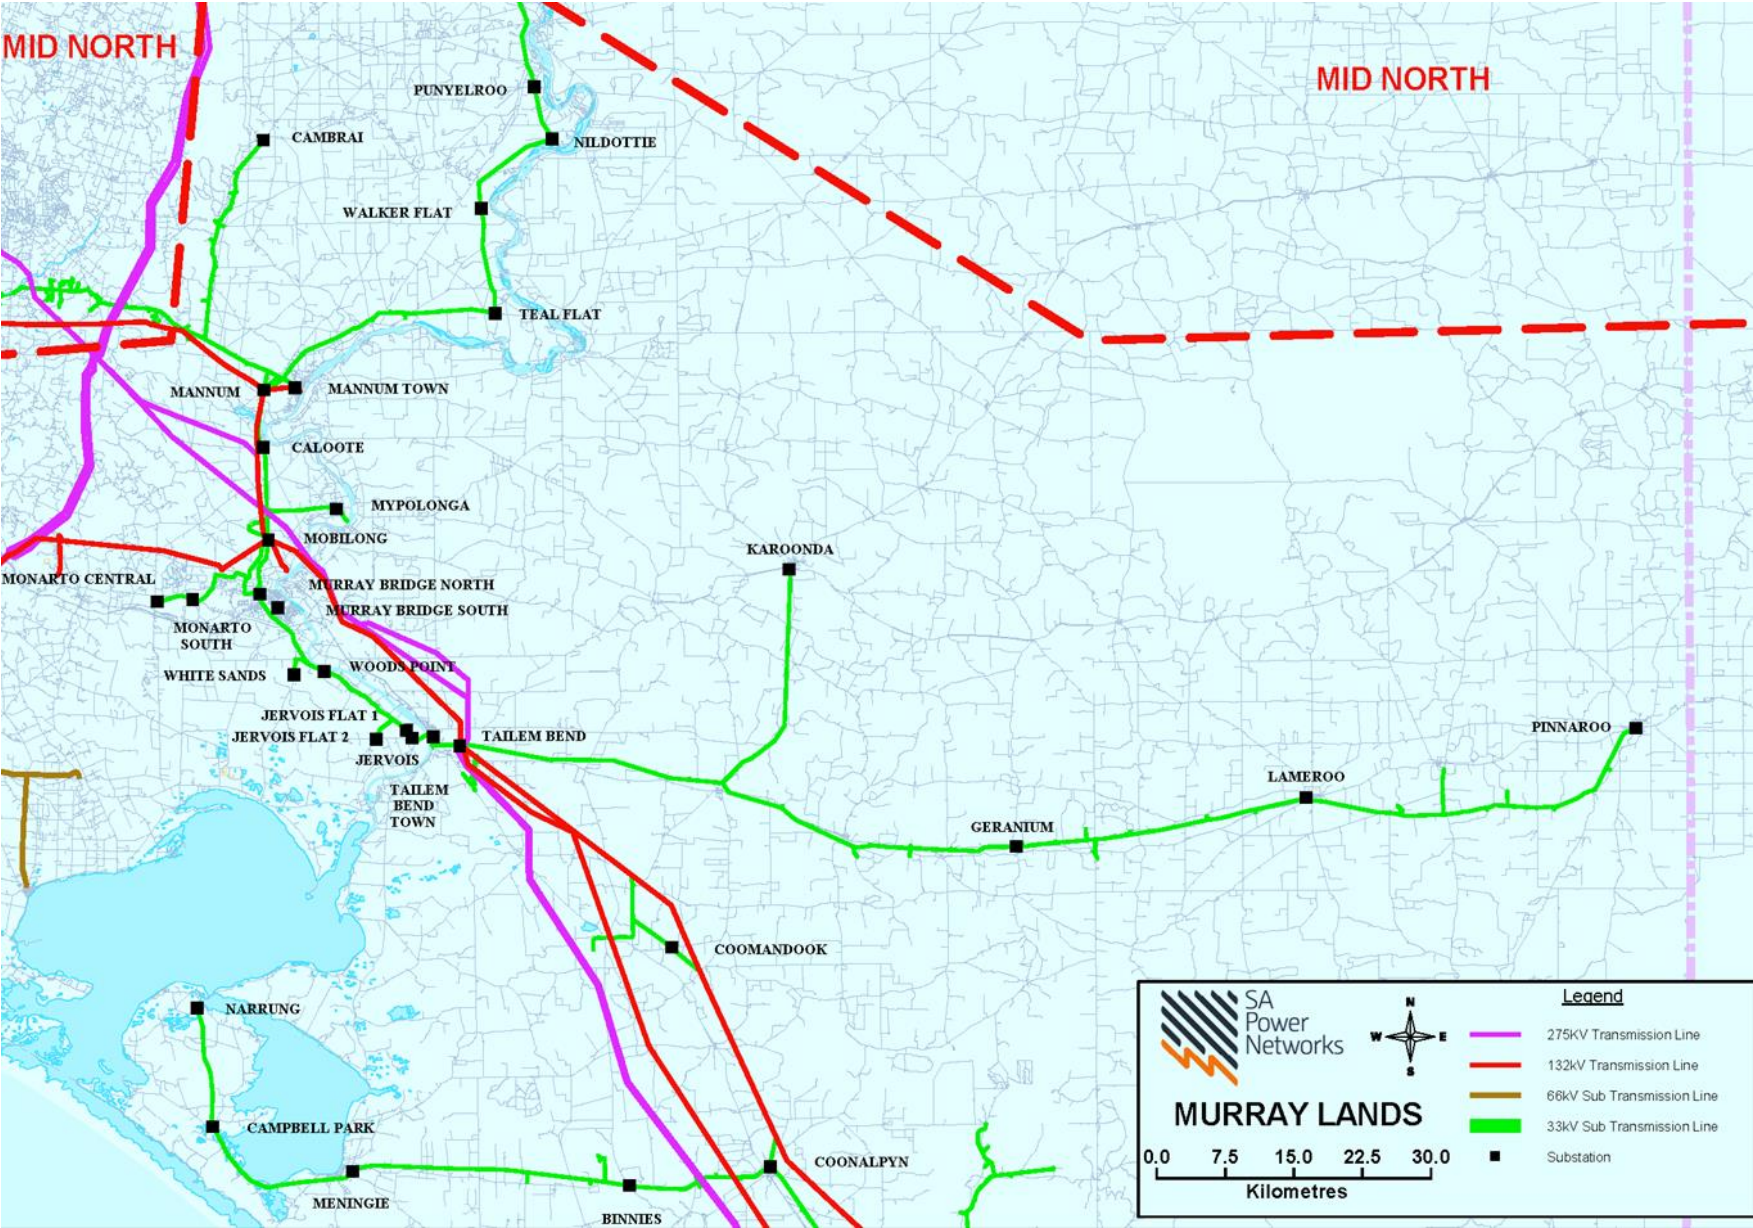 MID NORTH
MID NORTH
PUNYELROO
CAMBRAI
NILDOTTIE
WALKER FLAT
TEAL FLAT
MANNUM
MANNUM TOWN
CALOOTE
MYPOLONGA
MOBILONG
KAROONDA
MONARTO CENTRAL
MURRAY BRIDGE NORTH
MURRAY BRIDGE SOUTH
MONARTO
SOUTH
WOODS POINT
WHITE SANDS
JERVOIS FLAT 1
JERVOIS FLAT 2
TAILEM BEND
PINNAROO
JERVOIS
LAMEROO
TAILEM
BEND
TOWN
GERANIUM
COOMANDOOK
NARRUNG
CAMPBELL PARK
COONALPYN
MENINGIE
BINNIES
SA
Power
Networks
N
W E
S
MURRAY LANDS
0.0 7.5 15.0 22.5 30.0
Kilometres
Legend
275KV Transmission Line
132kV Transmission Line
66kV Sub Transmission Line
33kV Sub Transmission Line
Substation